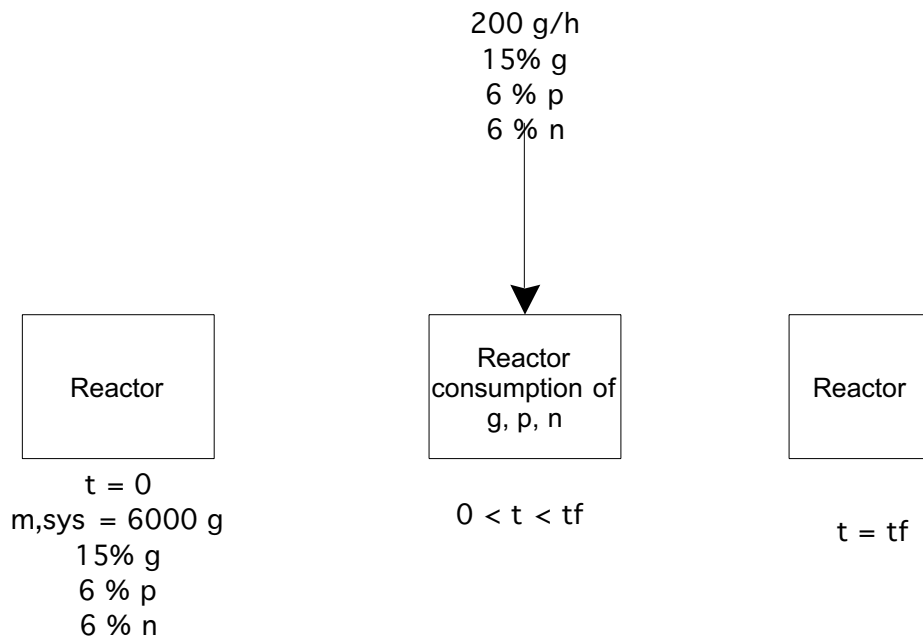 200 g/h
15% g
6 % p
6 % n
Reactor
Reactor
consumption of
g, p, n
Reactor
t = 0
m,sys = 6000 g
15% g
6 % p
6 % n
0 < t < tf
t = tf